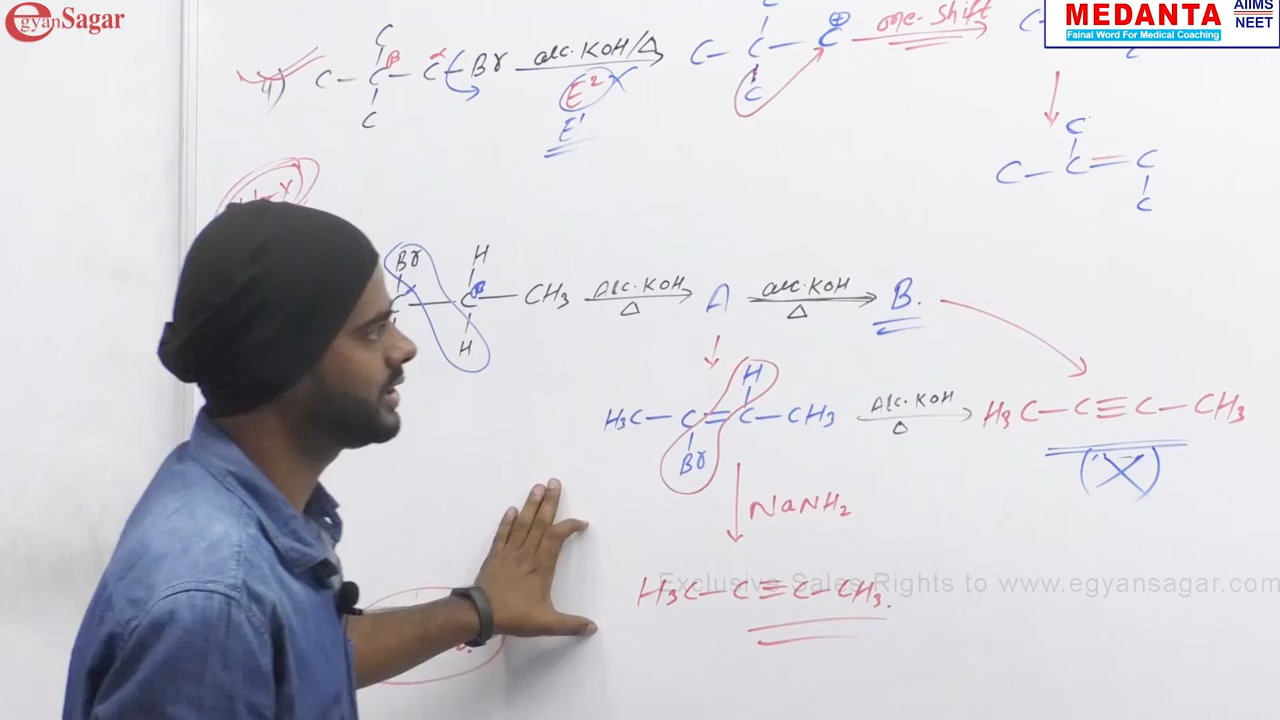 egyanSagar
MEDANTA
AIIMS
NEET
Fainal Word For Medical Coaching
C
C — C — C — Br
β α
C
alc. KOH/Δ
E²
E'
C
C — C — C⊕
C
one-shift
C
C
C
C — C = C
C
Br H
C — C — CH3
β
H
Alc. KOH
Δ
A
alc. KOH
Δ
B.
H
H3C — C = C — CH3
Br
Alc. KOH
Δ
H3C — C ≡ C — CH3
(X)
NaNH2
H3C — C ≡ C — CH3.
Exclusive Sales Rights to www.egyansagar.com